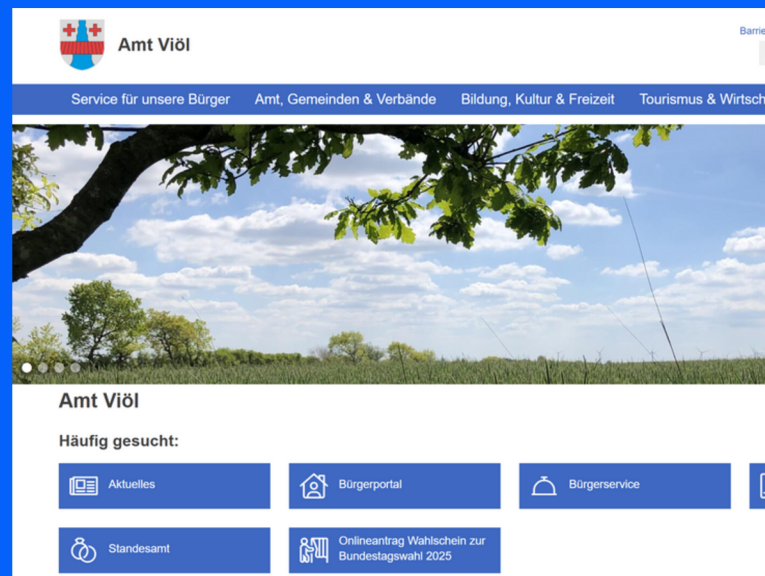 Amt Viöl
Service für unsere Bürger Amt, Gemeinden & Verbände Bildung, Kultur & Freizeit
Amt Viöl
Häufig gesucht:
Aktuelles Bürgerportal Bürgerservice
Standesamt
Onlineantrag Wahlschein zur
Bundestagswahl 2025